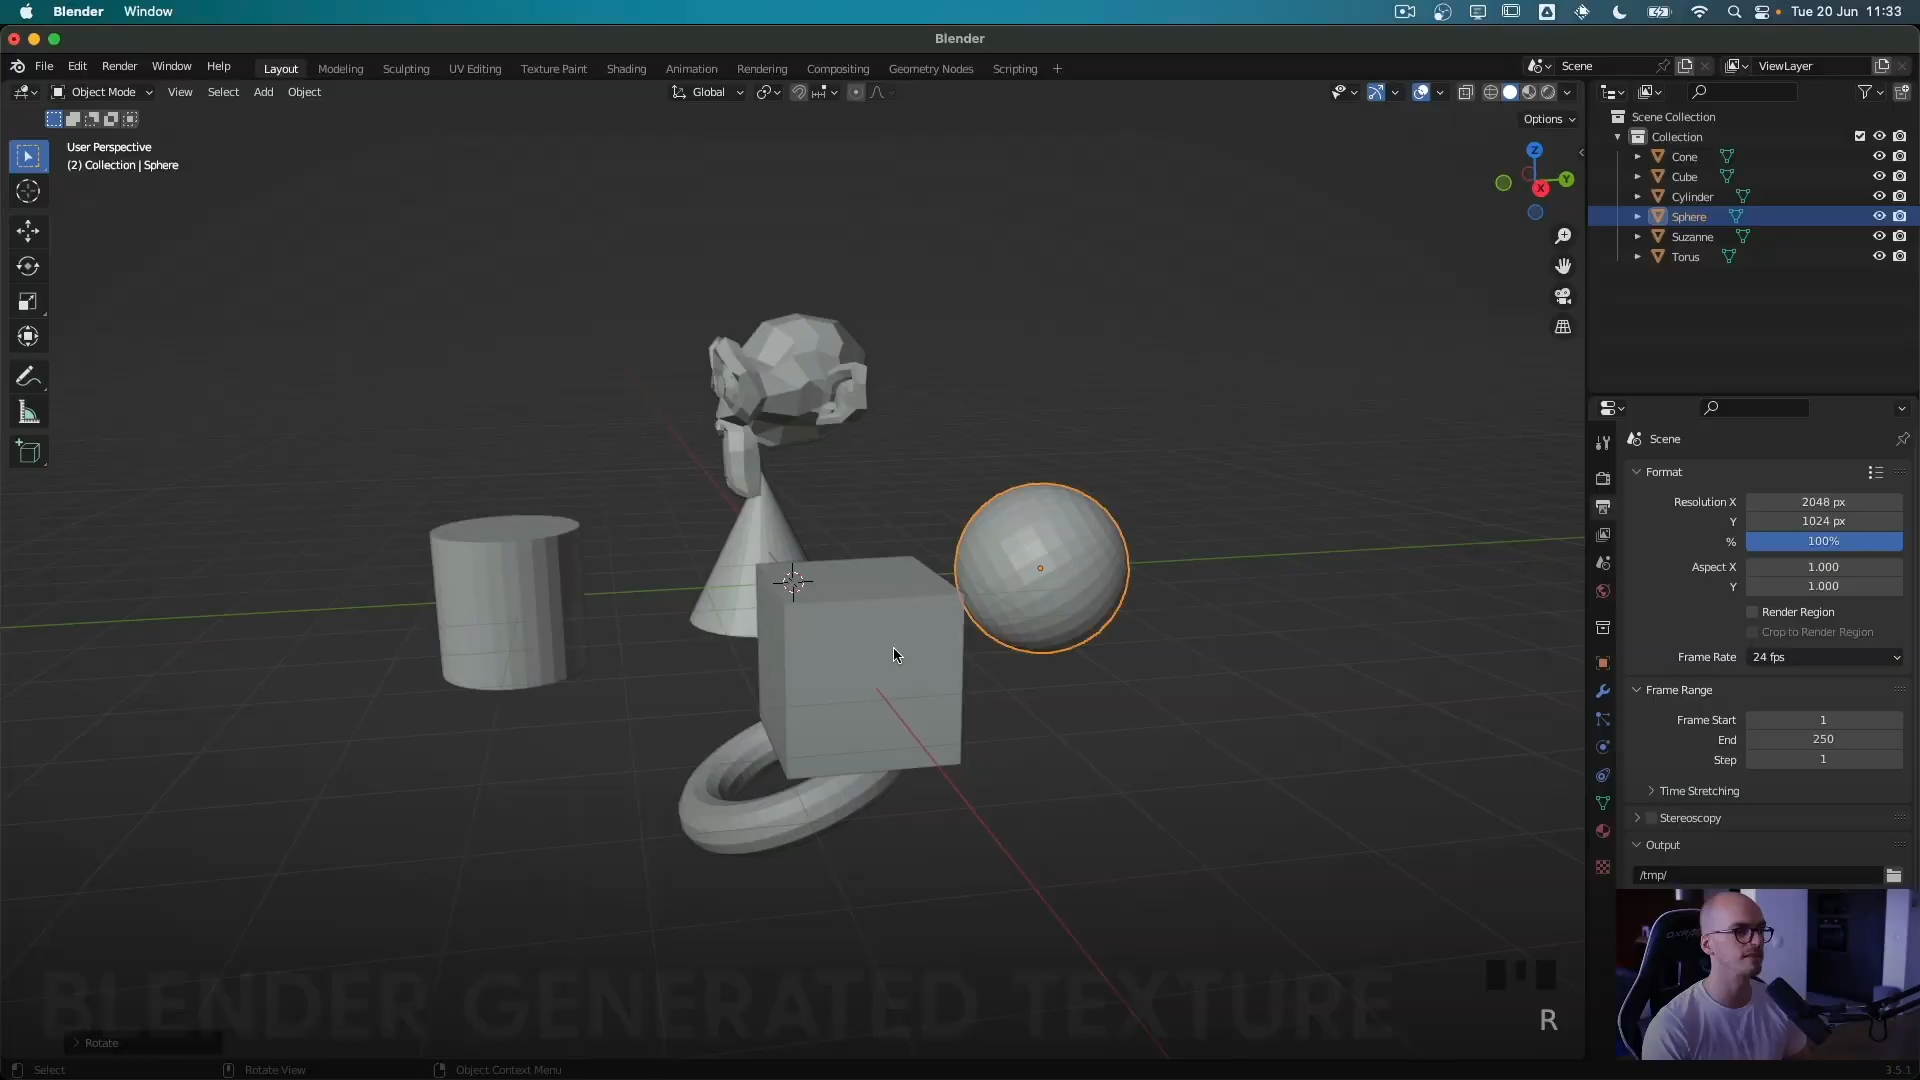 Blender Window Tue 20 Jun 11:33
Blender
File Edit Render Window Help Layout Modeling Sculpting UV Editing Texture Paint Shading Animation Rendering Compositing Geometry Nodes Scripting + Scene ViewLayer
Object Mode View Select Add Object Global
Options
User Perspective
(2) Collection | Sphere
Z
Y
X
Scene Collection
Collection
Cone
Cube
Cylinder
Sphere
Suzanne
Torus
Scene
Format
Resolution X 2048 px
Y 1024 px
% 100%
Aspect X 1.000
Y 1.000
Render Region
Crop to Render Region
Frame Rate 24 fps
Frame Range
Frame Start 1
End 250
Step 1
Time Stretching
Stereoscopy
Output
/tmp/
BLENDER GENERATED TEXTURE
R
Rotate
Select Rotate View Object Context Menu 3.5.1